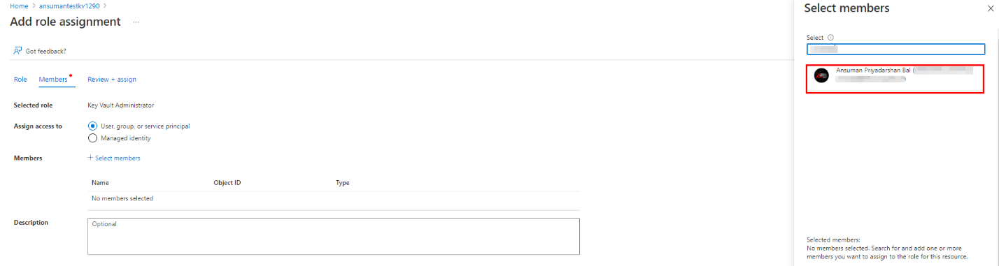 Home > ansumantestkv1290 >
Add role assignment ...
Got feedback?
Role Members Review + assign
Selected role Key Vault Administrator
Assign access to User, group, or service principal
Managed identity
Members + Select members
Name Object ID Type
No members selected
Description Optional
Select members
Select
Ansuman Priyadarshan Bal (
)
Selected members:
No members selected. Search for and add one or more
members you want to assign to the role for this resource.